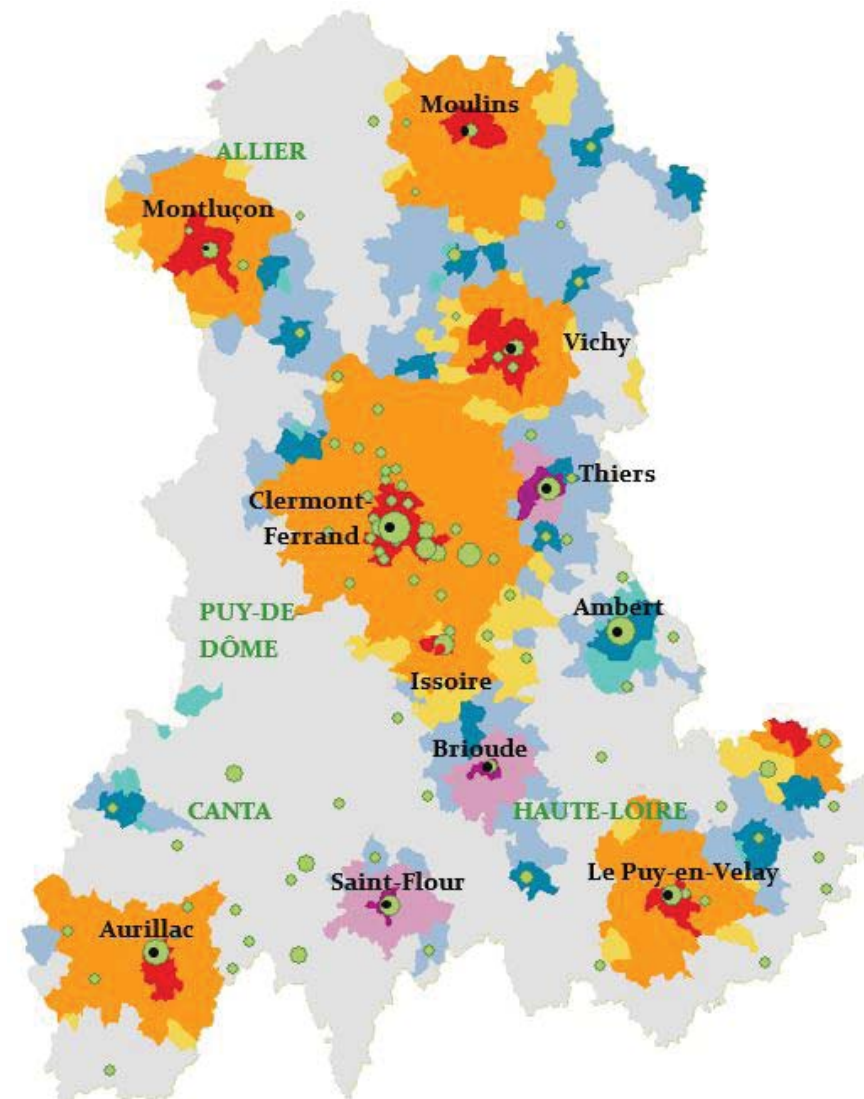 Moulins
ALLIER
Montluçon
Vichy
Thiers
Clermont-
Ferrand
PUY-DE-
DÔME
Ambert
Issoire
Brioude
CANTA
HAUTE-LOIRE
Saint-Flour
Le Puy-en-Velay
Aurillac